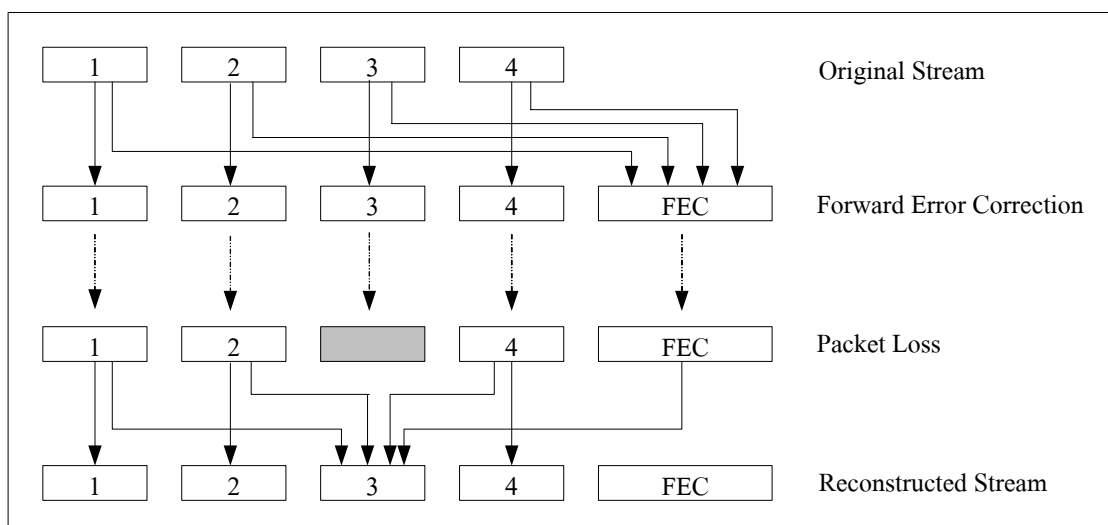 1 2 3 4 Original Stream
1 2 3 4 FEC Forward Error Correction
1 2 4 FEC Packet Loss
1 2 3 4 FEC Reconstructed Stream